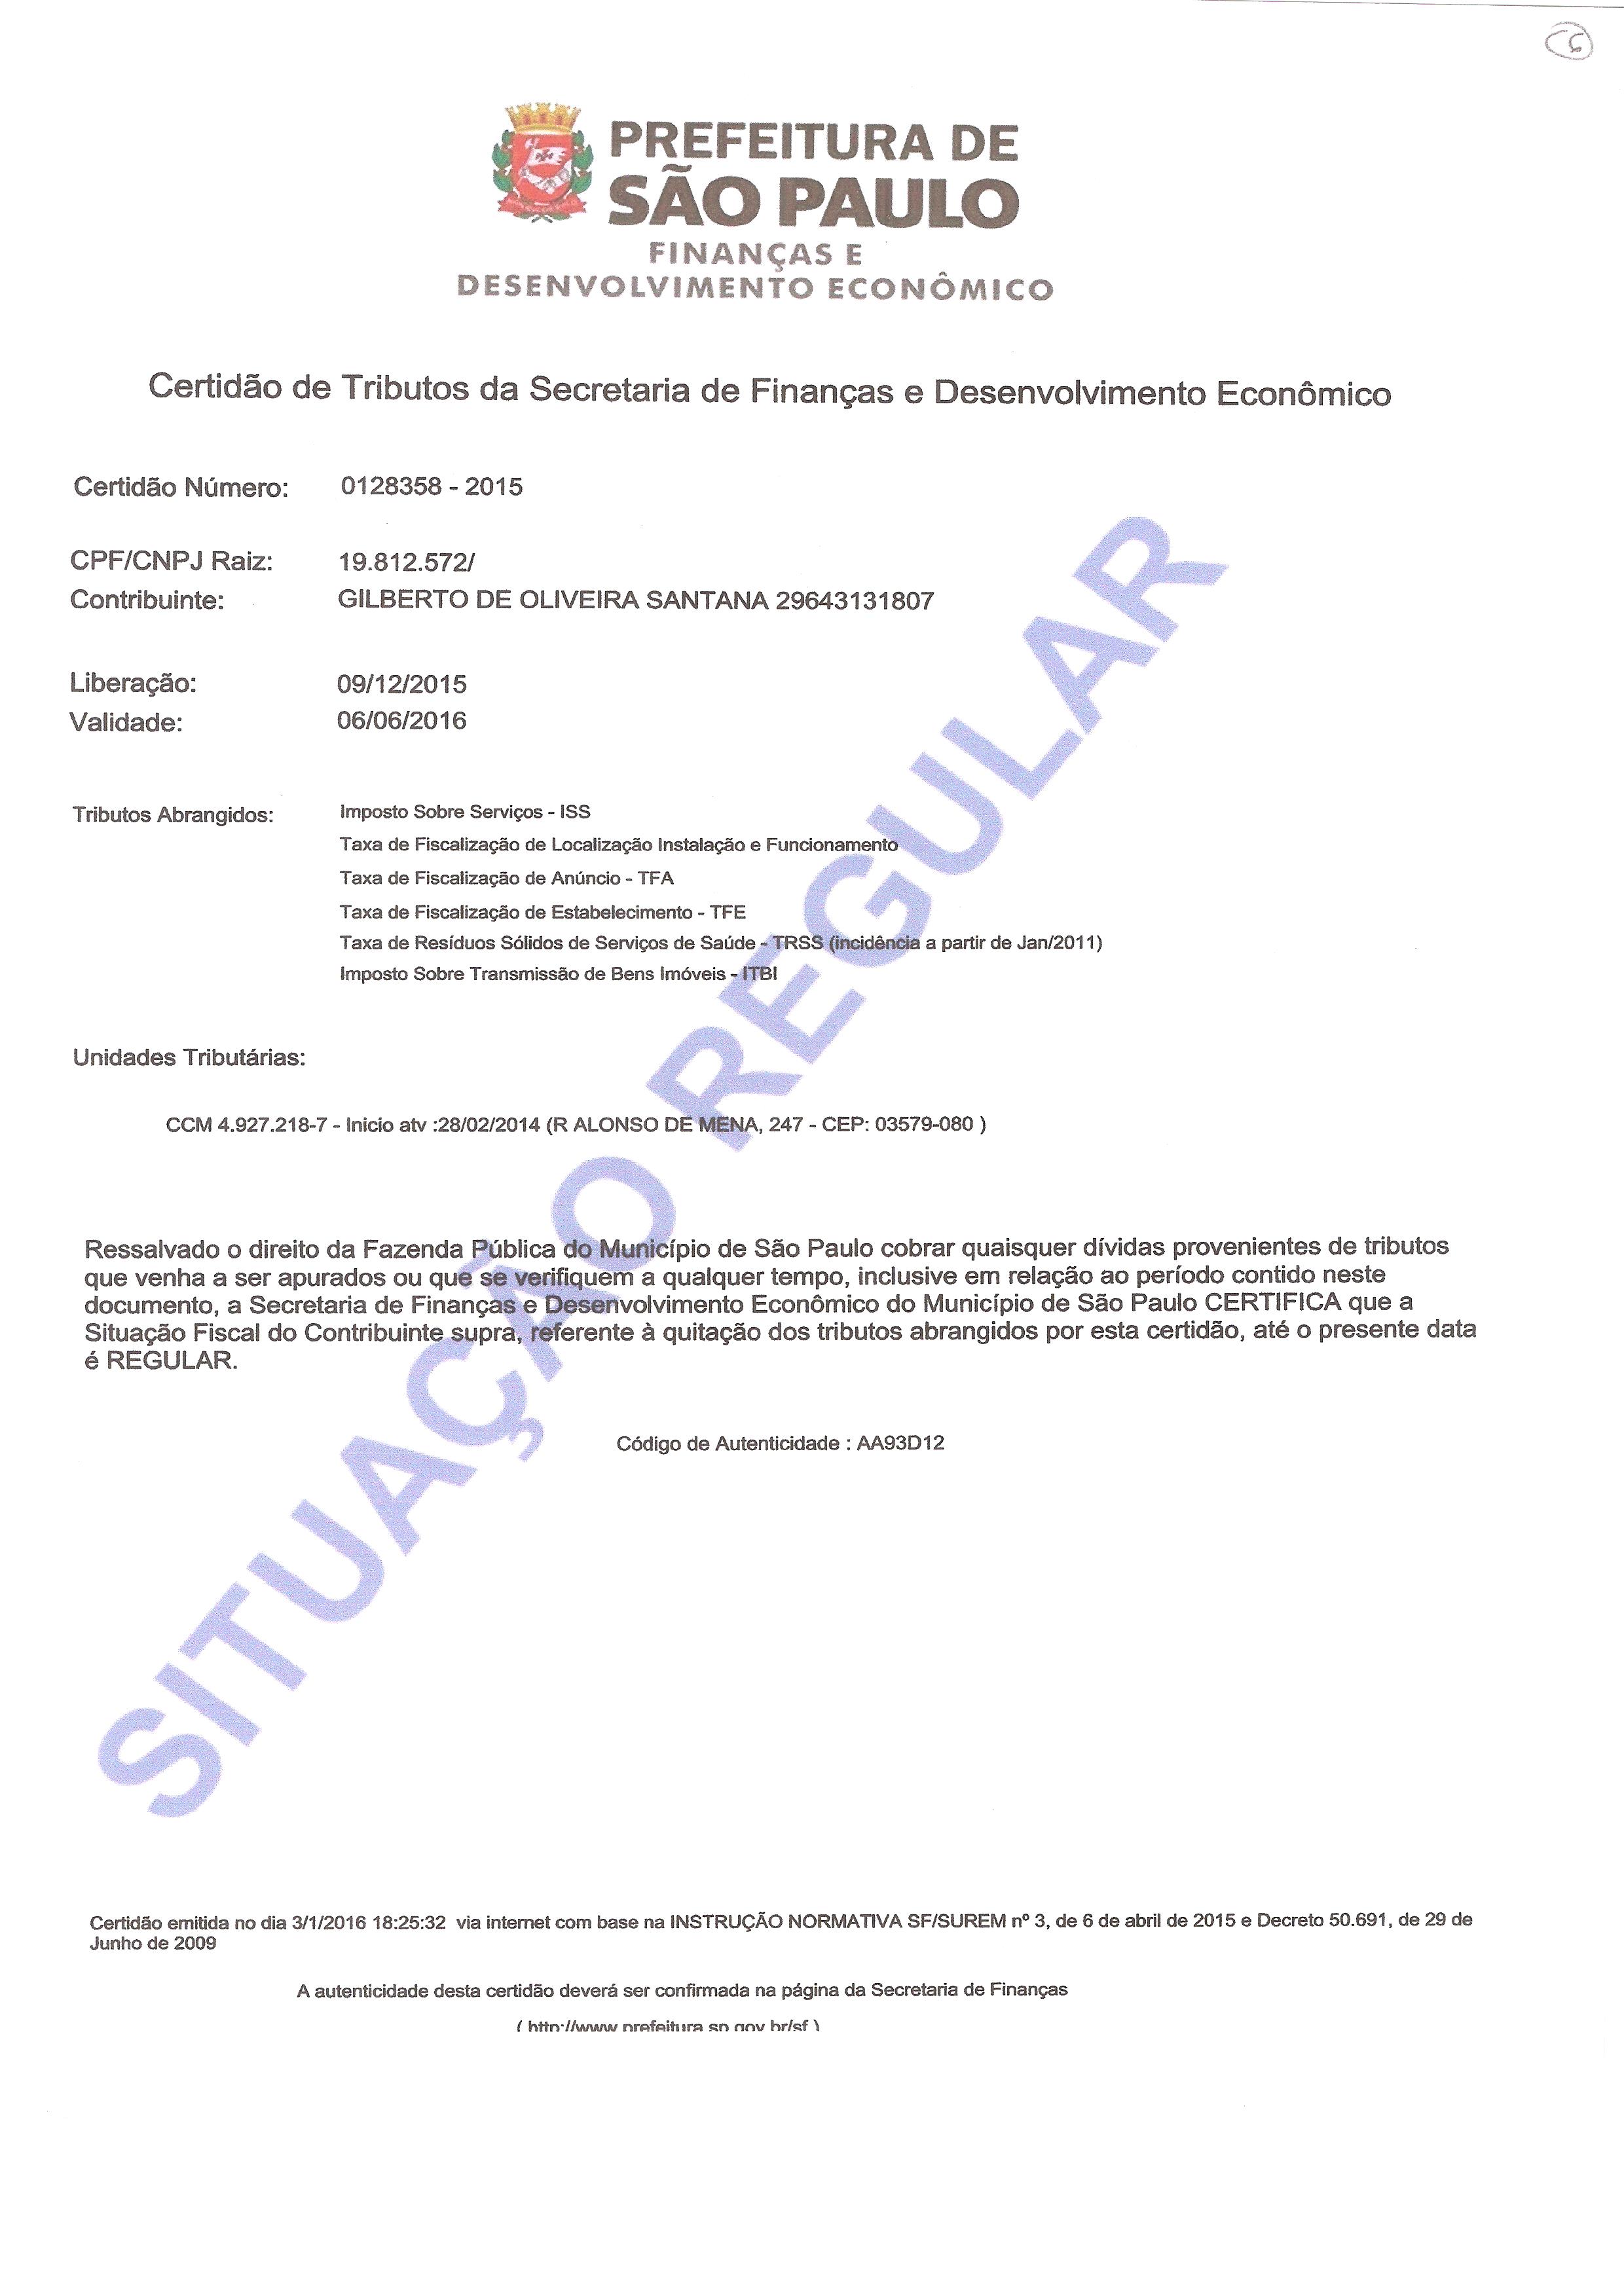 PREFEITURA DE
SÃO PAULO
FINANÇAS E
DESENVOLVIMENTO ECONÔMICO
Certidão de Tributos da Secretaria de Finanças e Desenvolvimento Econômico
Certidão Número: 0128358 - 2015
CPF/CNPJ Raiz: 19.812.572/
Contribuinte: GILBERTO DE OLIVEIRA SANTANA 29643131807
Liberação: 09/12/2015
Validade: 06/06/2016
Tributos Abrangidos: Imposto Sobre Serviços - ISS
Taxa de Fiscalização de Localização Instalação e Funcionamento
Taxa de Fiscalização de Anúncio - TFA
Taxa de Fiscalização de Estabelecimento - TFE
Taxa de Resíduos Sólidos de Serviços de Saúde - TRSS (incidência a partir de Jan/2011)
Imposto Sobre Transmissão de Bens Imóveis - ITBI
Unidades Tributárias:
CCM 4.927.218-7 - Inicio atv :28/02/2014 (R ALONSO DE MENA, 247 - CEP: 03579-080 )
Ressalvado o direito da Fazenda Pública do Município de São Paulo cobrar quaisquer dívidas provenientes de tributos
que venha a ser apurados ou que se verifiquem a qualquer tempo, inclusive em relação ao período contido neste
documento, a Secretaria de Finanças e Desenvolvimento Econômico do Município de São Paulo CERTIFICA que a
Situação Fiscal do Contribuinte supra, referente à quitação dos tributos abrangidos por esta certidão, até o presente data
é REGULAR.
Código de Autenticidade : AA93D12
SITUAÇÃO REGULAR
Certidão emitida no dia 3/1/2016 18:25:32 via internet com base na INSTRUÇÃO NORMATIVA SF/SUREM nº 3, de 6 de abril de 2015 e Decreto 50.691, de 29 de
Junho de 2009
A autenticidade desta certidão deverá ser confirmada na página da Secretaria de Finanças
( http://www.prefeitura.sp.gov.br/sf )